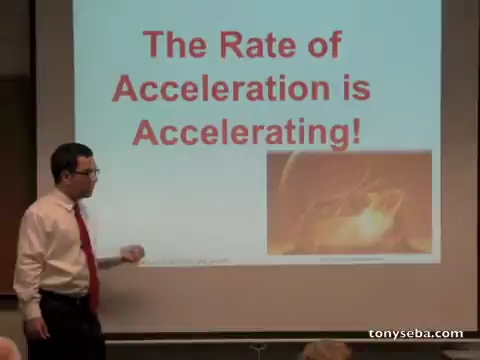 The Rate of
Acceleration is
Accelerating!
tonyseba.com